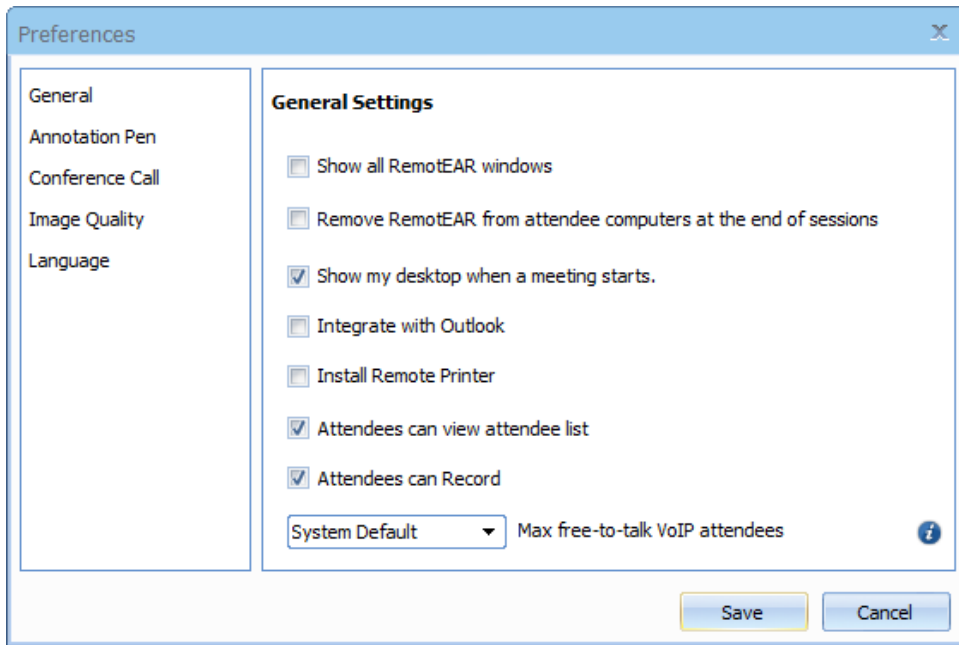 Preferences
General
Annotation Pen
Conference Call
Image Quality
Language
General Settings
Show all RemotEAR windows
Remove RemotEAR from attendee computers at the end of sessions
Show my desktop when a meeting starts.
Integrate with Outlook
Install Remote Printer
Attendees can view attendee list
Attendees can Record
System Default Max free-to-talk VoIP attendees
Save Cancel